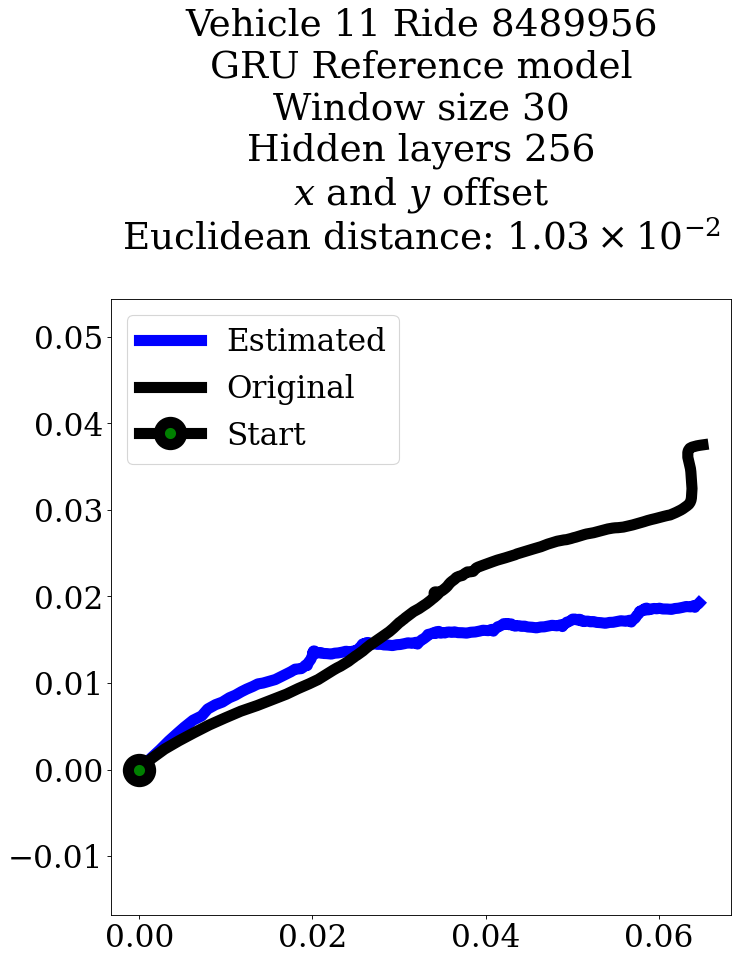 Vehicle 11 Ride 8489956
GRU Reference model
Window size 30
Hidden layers 256
x and y offset
Euclidean distance: 1.03 × 10⁻²
Estimated
Original
Start
0.05
0.04
0.03
0.02
0.01
0.00
−0.01
0.00 0.02 0.04 0.06